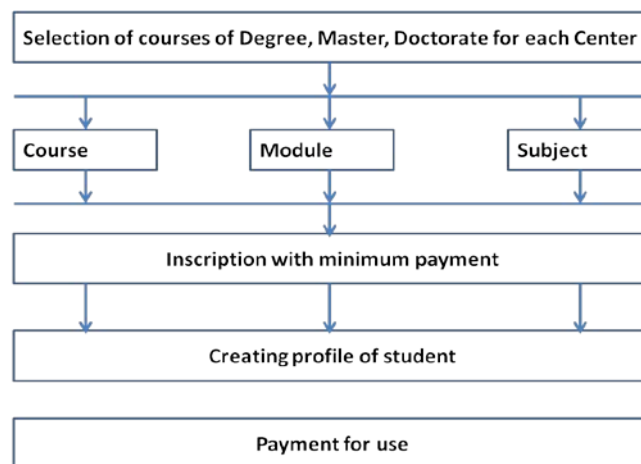 Selection of courses of Degree, Master, Doctorate for each Center
Course
Module
Subject
Inscription with minimum payment
Creating profile of student
Payment for use